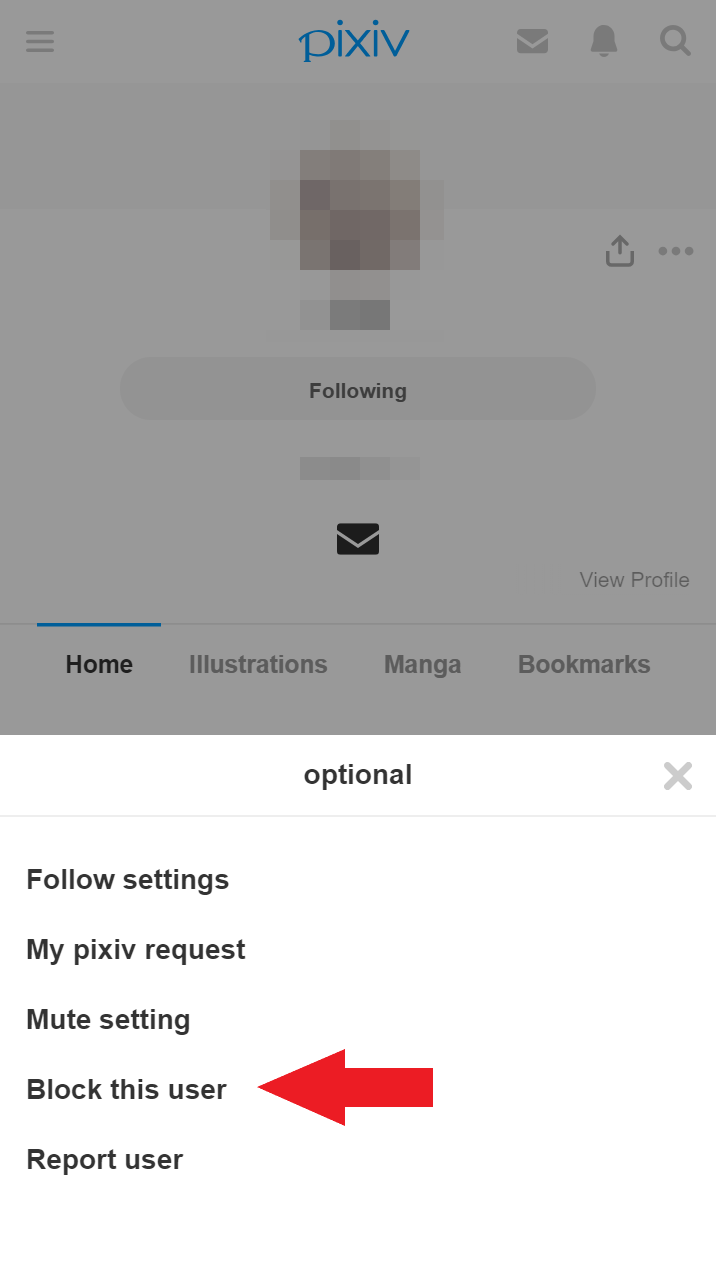 pixiv
Following
View Profile
Home Illustrations Manga Bookmarks
optional
Follow settings
My pixiv request
Mute setting
Block this user
Report user